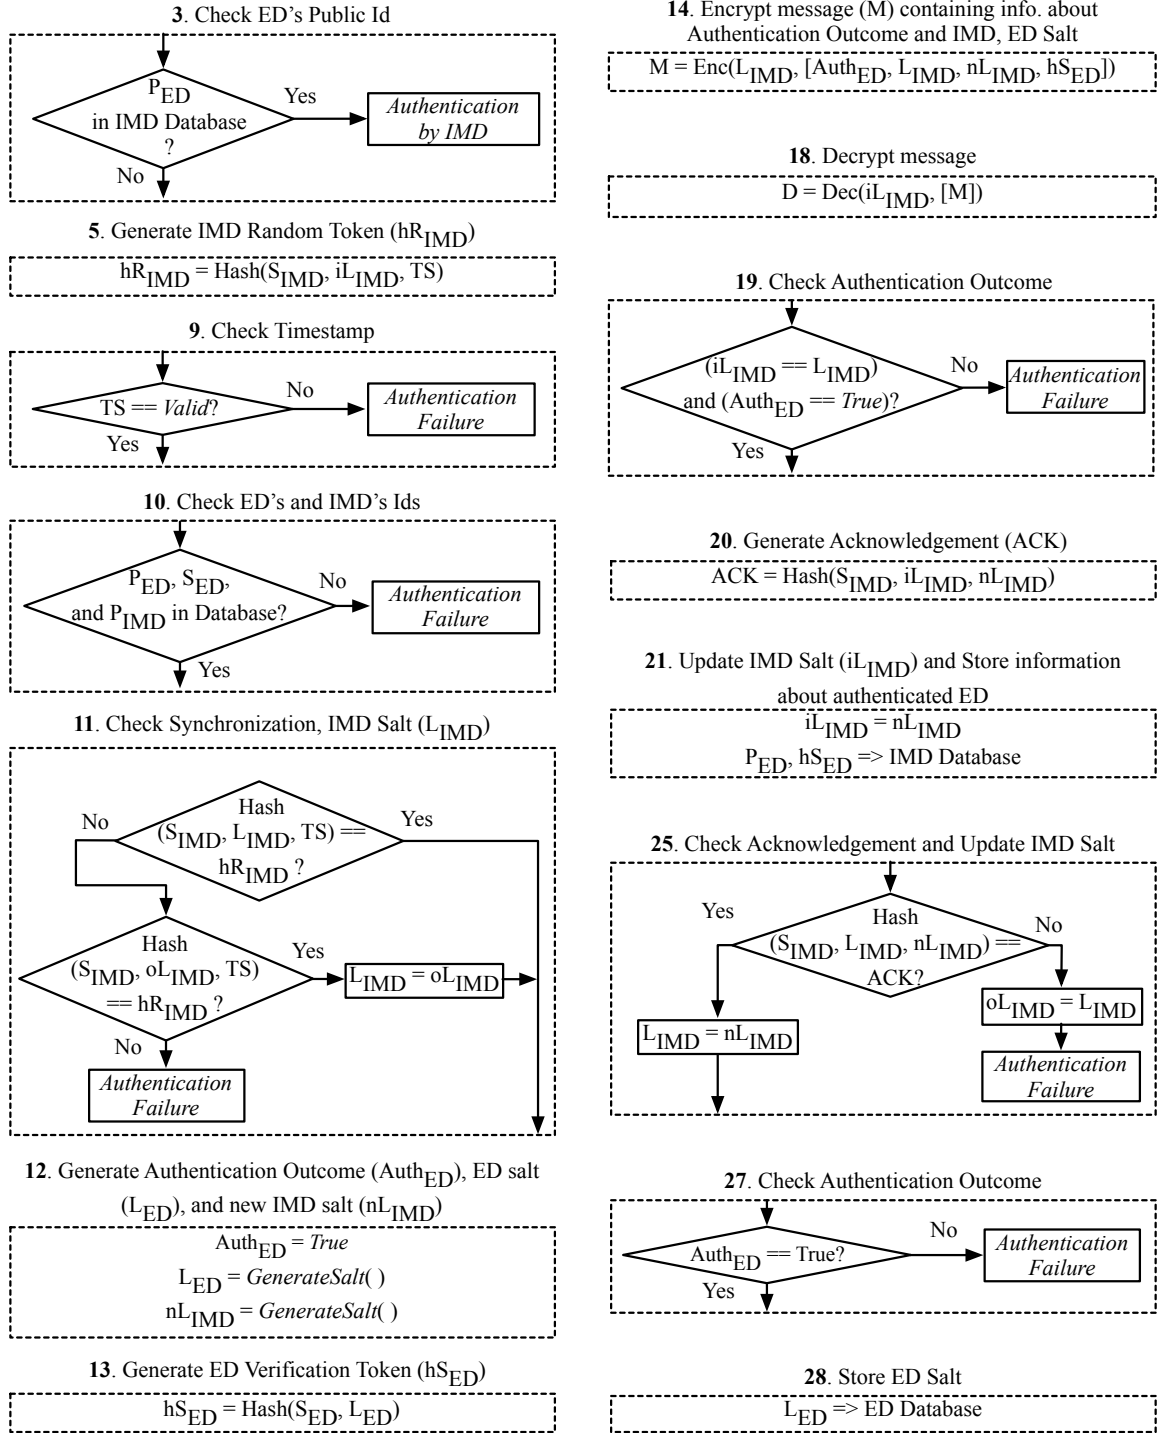 3. Check ED's Public Id
P_ED
in IMD Database
?
Yes
Authentication
by IMD
No
5. Generate IMD Random Token (hR_IMD)
hR_IMD = Hash(S_IMD, iL_IMD, TS)
9. Check Timestamp
TS == Valid?
No
Authentication
Failure
Yes
10. Check ED's and IMD's Ids
P_ED, S_ED,
and P_IMD in Database?
No
Authentication
Failure
Yes
11. Check Synchronization, IMD Salt (L_IMD)
Hash
(S_IMD, L_IMD, TS) ==
hR_IMD ?
No
Yes
Hash
(S_IMD, oL_IMD, TS)
== hR_IMD ?
Yes
L_IMD = oL_IMD
No
Authentication
Failure
12. Generate Authentication Outcome (Auth_ED), ED salt
(L_ED), and new IMD salt (nL_IMD)
Auth_ED = True
L_ED = GenerateSalt( )
nL_IMD = GenerateSalt( )
13. Generate ED Verification Token (hS_ED)
hS_ED = Hash(S_ED, L_ED)
14. Encrypt message (M) containing info. about
Authentication Outcome and IMD, ED Salt
M = Enc(L_IMD, [Auth_ED, L_IMD, nL_IMD, hS_ED])
18. Decrypt message
D = Dec(iL_IMD, [M])
19. Check Authentication Outcome
(iL_IMD == L_IMD)
and (Auth_ED == True)?
No
Authentication
Failure
Yes
20. Generate Acknowledgement (ACK)
ACK = Hash(S_IMD, iL_IMD, nL_IMD)
21. Update IMD Salt (iL_IMD) and Store information
about authenticated ED
iL_IMD = nL_IMD
P_ED, hS_ED => IMD Database
25. Check Acknowledgement and Update IMD Salt
Yes
Hash
(S_IMD, L_IMD, nL_IMD) ==
ACK?
No
L_IMD = nL_IMD
oL_IMD = L_IMD
Authentication
Failure
27. Check Authentication Outcome
Auth_ED == True?
No
Authentication
Failure
Yes
28. Store ED Salt
L_ED => ED Database